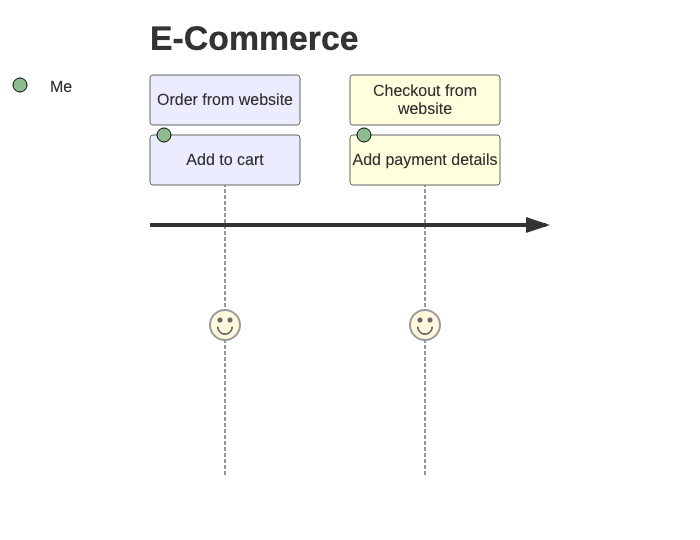 E-Commerce
Me
Order from website
Checkout from
website
Add to cart
Add payment details